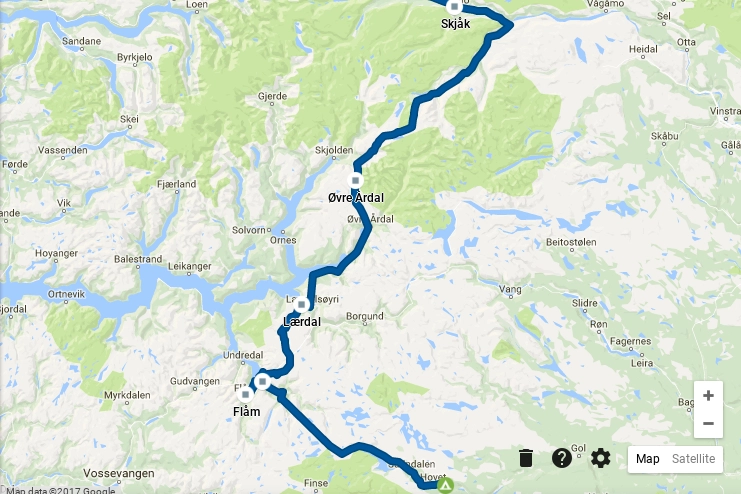 Loen
Vågåmo
Skjåk
Sel
Sandane
Otta
Byrkjelo
Heidal
Gjerde
Vinstra
Skei
Skåbu
Vassenden
Skjolden
Gålå
Førde
Fjærland
Øvre Årdal
Vik
Øvre Årdal
Solvorn
Ornes
Beitostølen
Hoyanger
Balestrand
Leikanger
Ortnevik
Vang
Slidre
Borgund
Lærdal
Røn
Fagernes
Undredal
Leira
Gudvangen
Myrkdalen
Flåm
Gol
Map
Satellite
Vossevangen
Finse
Hovet
Map data ©2017 Google